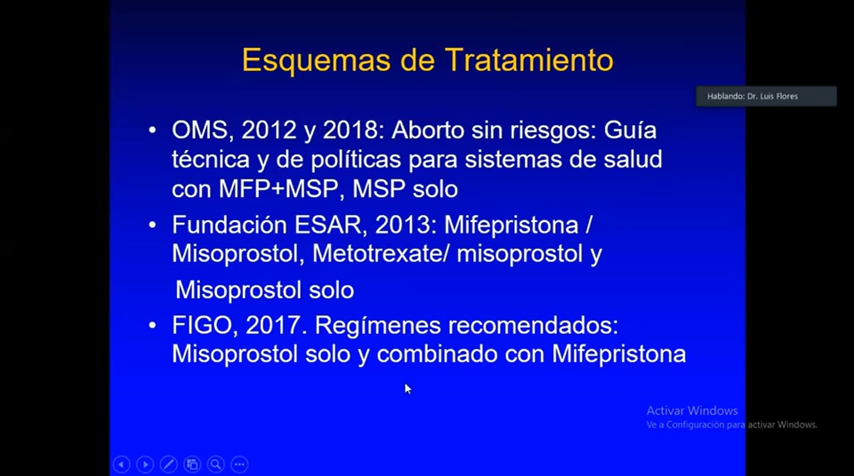 Esquemas de Tratamiento
Hablando: Dr. Luis Flores
• OMS, 2012 y 2018: Aborto sin riesgos: Guía
técnica y de políticas para sistemas de salud
con MFP+MSP, MSP solo
• Fundación ESAR, 2013: Mifepristona /
Misoprostol, Metotrexate/ misoprostol y
Misoprostol solo
• FIGO, 2017. Regímenes recomendados:
Misoprostol solo y combinado con Mifepristona
Activar Windows
Ve a Configuración para activar Windows.